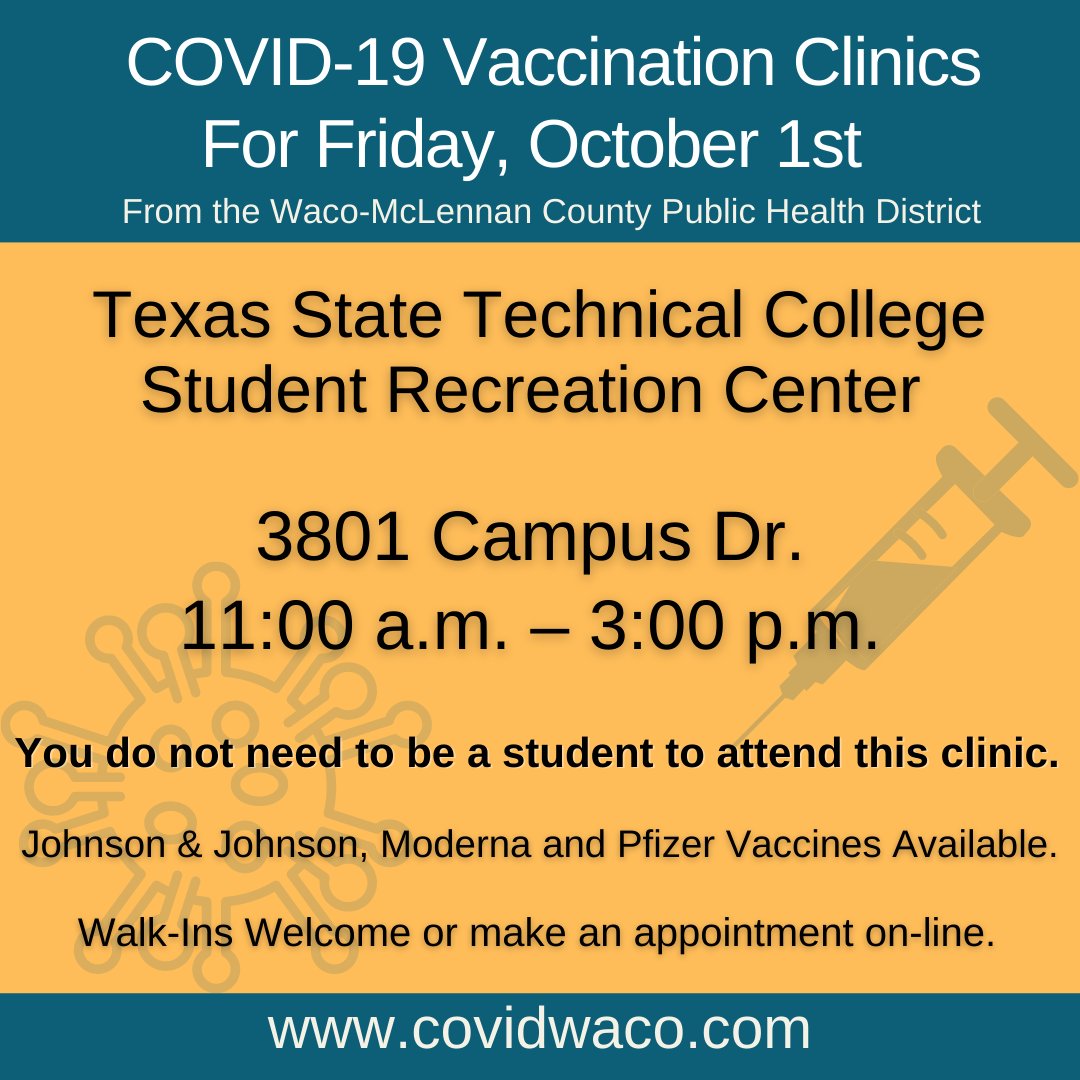 COVID-19 Vaccination Clinics
For Friday, October 1st
From the Waco-McLennan County Public Health District
Texas State Technical College
Student Recreation Center
3801 Campus Dr.
11:00 a.m. – 3:00 p.m.
You do not need to be a student to attend this clinic.
Johnson & Johnson, Moderna and Pfizer Vaccines Available.
Walk-Ins Welcome or make an appointment on-line.
www.covidwaco.com